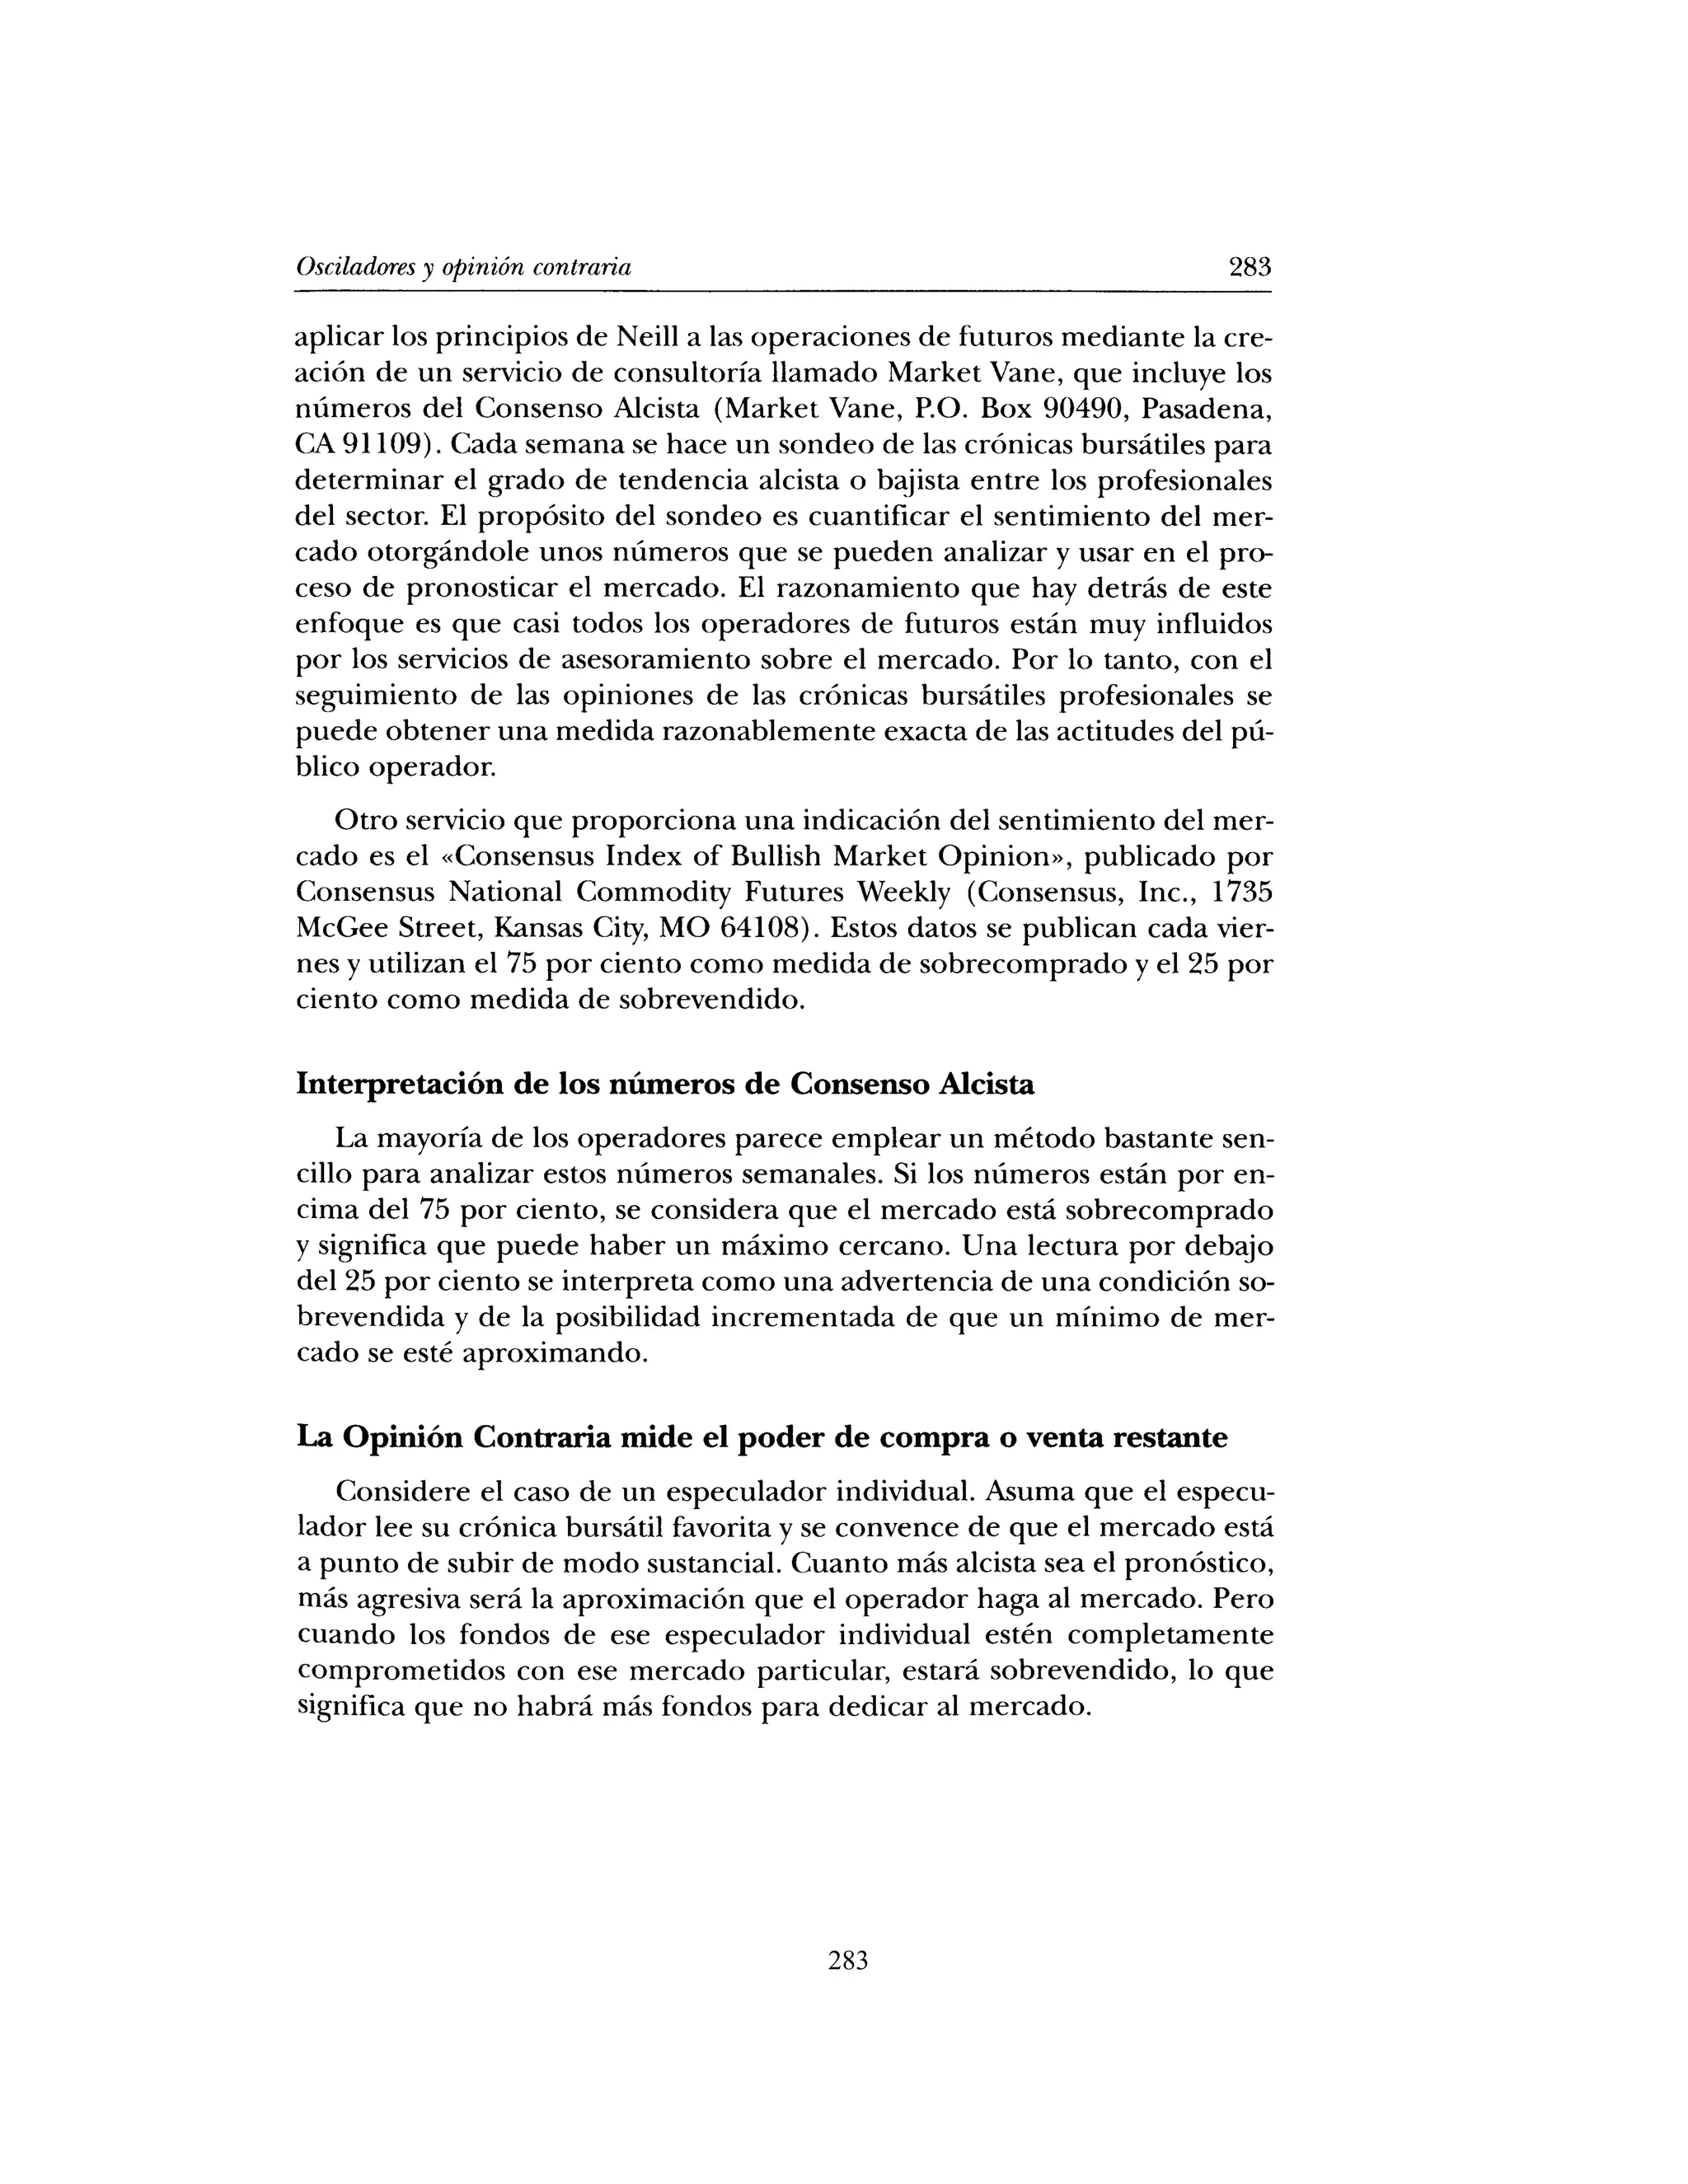 Osciladores y opinión contraria 283
aplicar los principios de Neill a las operaciones de futuros mediante la cre-
ación de un servicio de consultoría llamado Market Vane, que incluye los
números del Consenso Alcista (Market Vane, P.O. Box 90490, Pasadena,
CA 91109). Cada semana se hace un sondeo de las crónicas bursátiles para
determinar el grado de tendencia alcista o bajista entre los profesionales
del sector. El propósito del sondeo es cuantificar el sentimiento del mer-
cado otorgándole unos números que se pueden analizar y usar en el pro-
ceso de pronosticar el mercado. El razonamiento que hay detrás de este
enfoque es que casi todos los operadores de futuros están muy influidos
por los servicios de asesoramiento sobre el mercado. Por lo tanto, con el
seguimiento de las opiniones de las crónicas bursátiles profesionales se
puede obtener una medida razonablemente exacta de las actitudes del pú-
blico operador.
Otro servicio que proporciona una indicación del sentimiento del mer-
cado es el «Consensus Index of Bullish Market Opinion», publicado por
Consensus National Commodity Futures Weekly (Consensus, Inc., 1735
McGee Street, Kansas City, MO 64108). Estos datos se publican cada vier-
nes y utilizan el 75 por ciento como medida de sobrecomprado y el 25 por
ciento como medida de sobrevendido.
Interpretación de los números de Consenso Alcista
La mayoría de los operadores parece emplear un método bastante sen-
cillo para analizar estos números semanales. Si los números están por en-
cima del 75 por ciento, se considera que el mercado está sobrecomprado
y significa que puede haber un máximo cercano. Una lectura por debajo
del 25 por ciento se interpreta como una advertencia de una condición so-
brevendida y de la posibilidad incrementada de que un mínimo de mer-
cado se esté aproximando.
La Opinión Contraria mide el poder de compra o venta restante
Considere el caso de un especulador individual. Asuma que el especu-
lador lee su crónica bursátil favorita y se convence de que el mercado está
a punto de subir de modo sustancial. Cuanto más alcista sea el pronóstico,
más agresiva será la aproximación que el operador haga al mercado. Pero
cuando los fondos de ese especulador individual estén completamente
comprometidos con ese mercado particular, estará sobrevendido, lo que
significa que no habrá más fondos para dedicar al mercado.
283